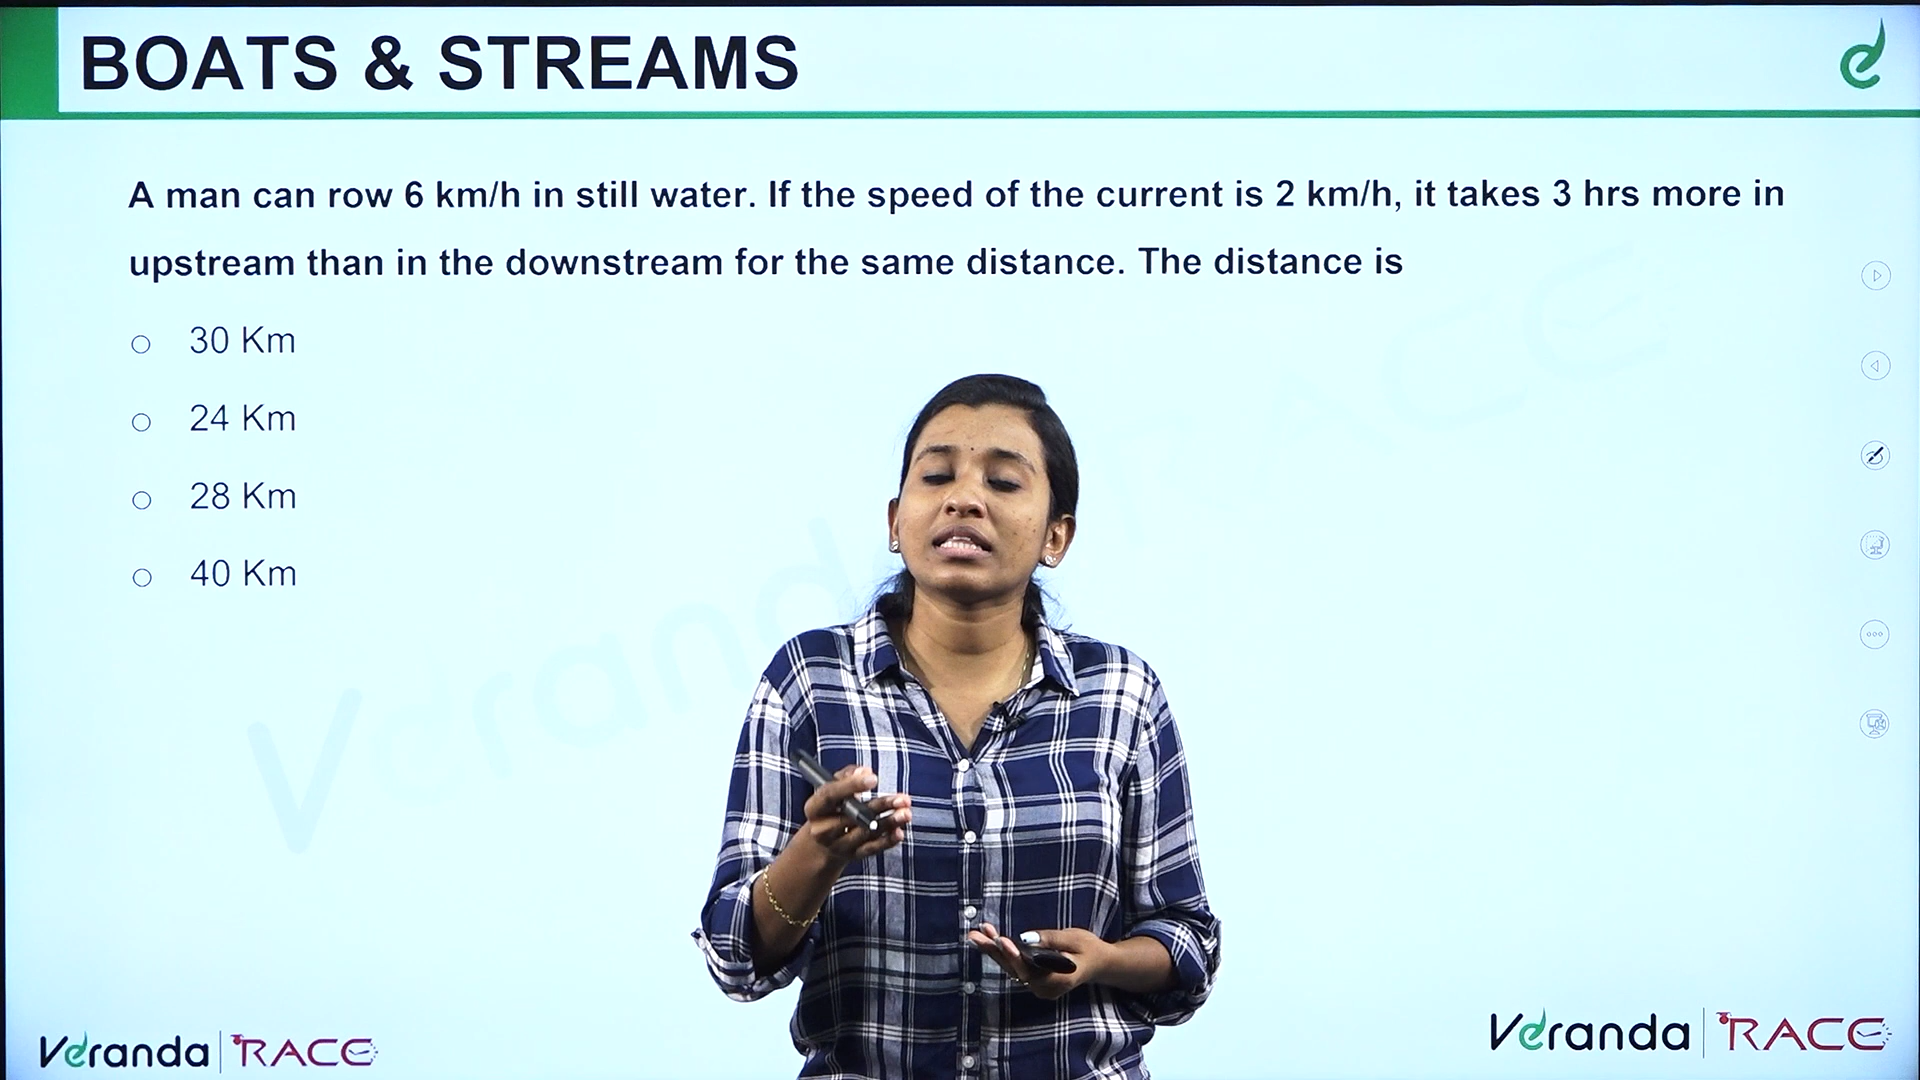 BOATS & STREAMS
A man can row 6 km/h in still water. If the speed of the current is 2 km/h, it takes 3 hrs more in
upstream than in the downstream for the same distance. The distance is
30 Km
24 Km
28 Km
40 Km
Veranda RACE
Veranda RACE
Veranda RACE